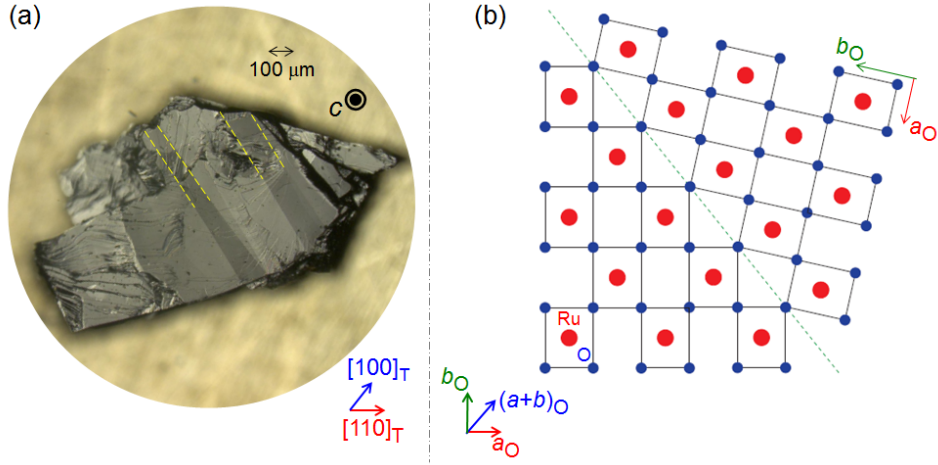 (a)
100 μm
c
[100]T
[110]T
(b)
bO
aO
Ru
O
bO
(a+b)O
aO